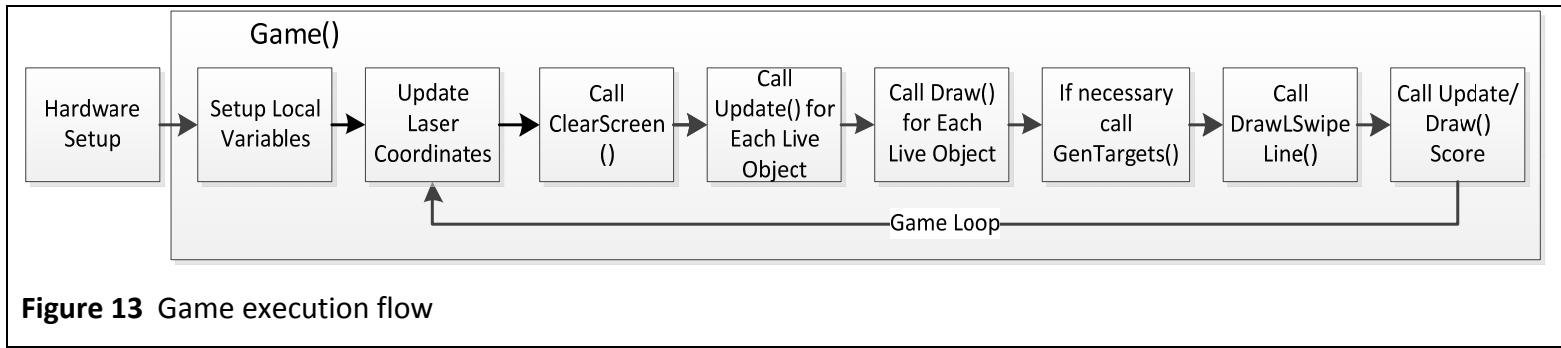 Game()
Hardware
Setup
Setup Local
Variables
Update
Laser
Coordinates
Call
ClearScreen
()
Call
Update() for
Each Live
Object
Call Draw()
for Each
Live Object
If necessary
call
GenTargets()
Call
DrawLSwipe
Line()
Call Update/
Draw()
Score
Game Loop
Figure 13 Game execution flow